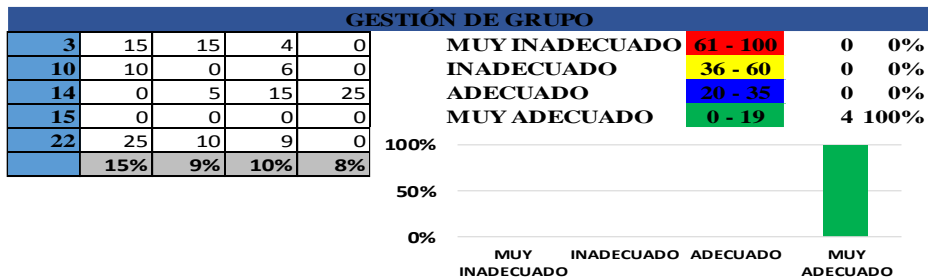 GESTIÓN DE GRUPO
3 15 15 4 0 MUY INADECUADO 61 - 100 0 0%
10 10 0 6 0 INADECUADO 36 - 60 0 0%
14 0 5 15 25 ADECUADO 20 - 35 0 0%
15 0 0 0 0 MUY ADECUADO 0 - 19 4 100%
22 25 10 9 0
15% 9% 10% 8%
100%
50%
0%
MUY INADECUADO INADECUADO ADECUADO MUY ADECUADO